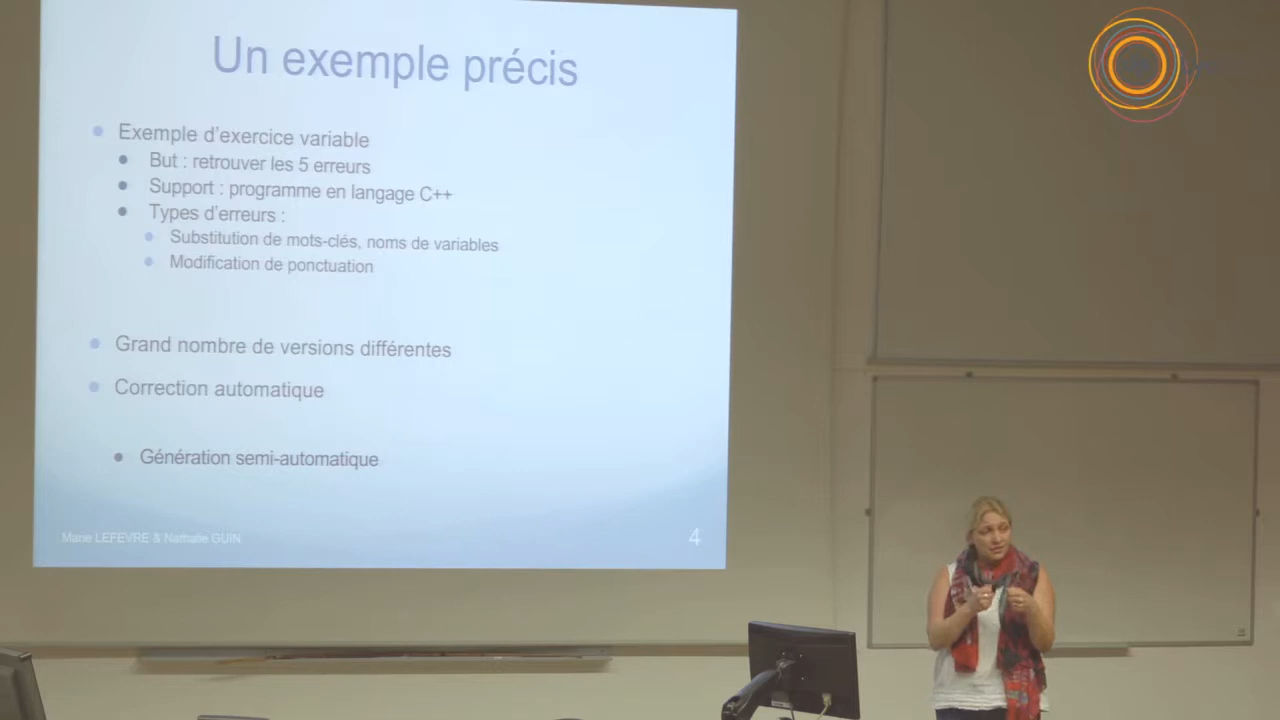 Un exemple précis
Exemple d'exercice variable
But : retrouver les 5 erreurs
Support : programme en langage C++
Types d'erreurs :
Substitution de mots-clés, noms de variables
Modification de ponctuation
Grand nombre de versions différentes
Correction automatique
Génération semi-automatique
Marie LEFEVRE & Nathalie GUIN
4